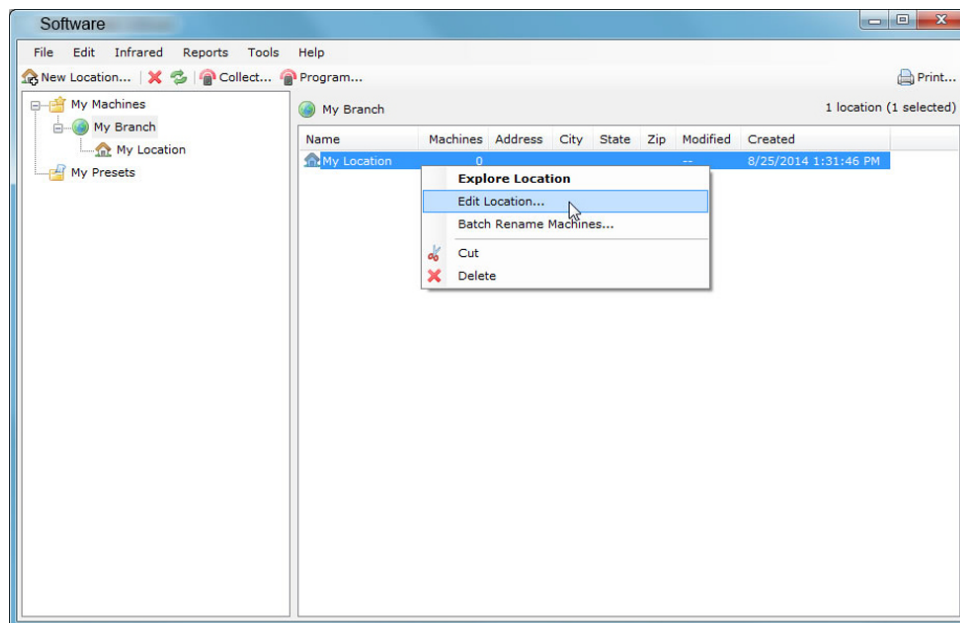 Software
File Edit Infrared Reports Tools Help
New Location... Collect... Program... Print...
My Machines
My Branch
My Location
My Presets
My Branch 1 location (1 selected)
Name Machines Address City State Zip Modified Created
My Location 0 -- 8/25/2014 1:31:46 PM
Explore Location
Edit Location...
Batch Rename Machines...
Cut
Delete